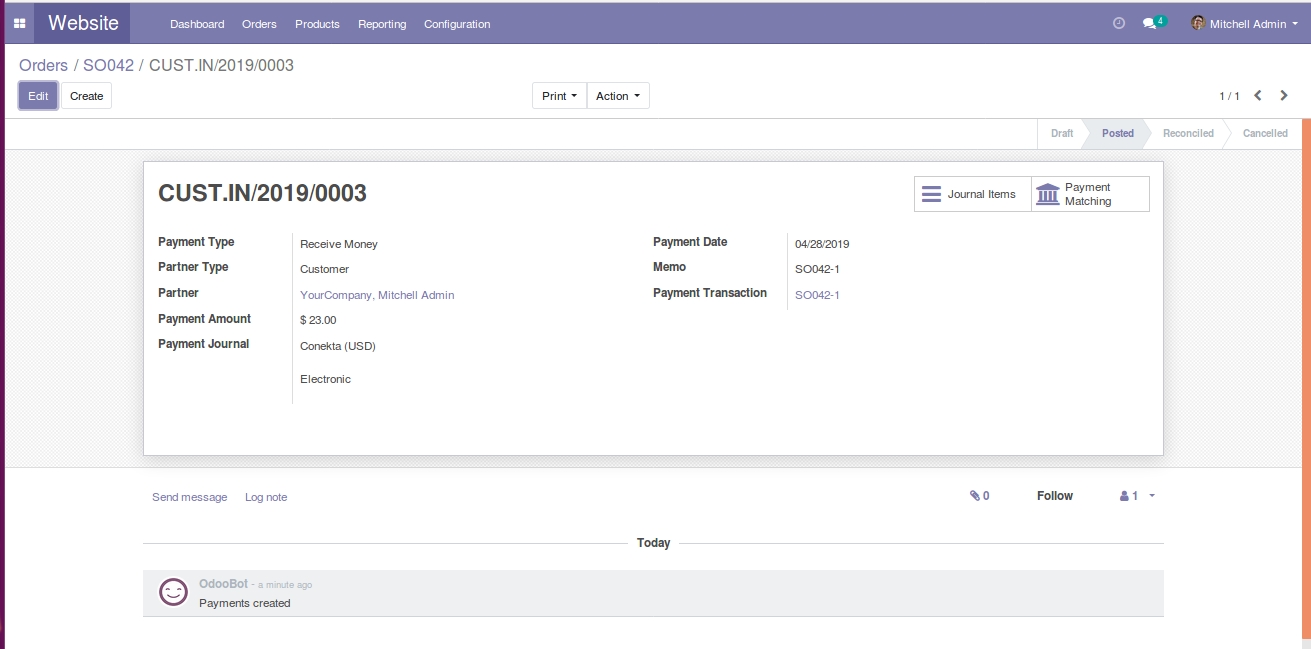 Website Dashboard Orders Products Reporting Configuration 4 Mitchell Admin
Orders / SO042 / CUST.IN/2019/0003
Edit Create Print Action 1 / 1
Draft Posted Reconciled Cancelled
CUST.IN/2019/0003
Journal Items
Payment
Matching
Payment Type Receive Money
Partner Type Customer
Partner YourCompany, Mitchell Admin
Payment Amount $ 23.00
Payment Journal Conekta (USD)
Electronic
Payment Date 04/28/2019
Memo SO042-1
Payment Transaction SO042-1
Send message Log note 0 Follow 1
Today
OdooBot - a minute ago
Payments created